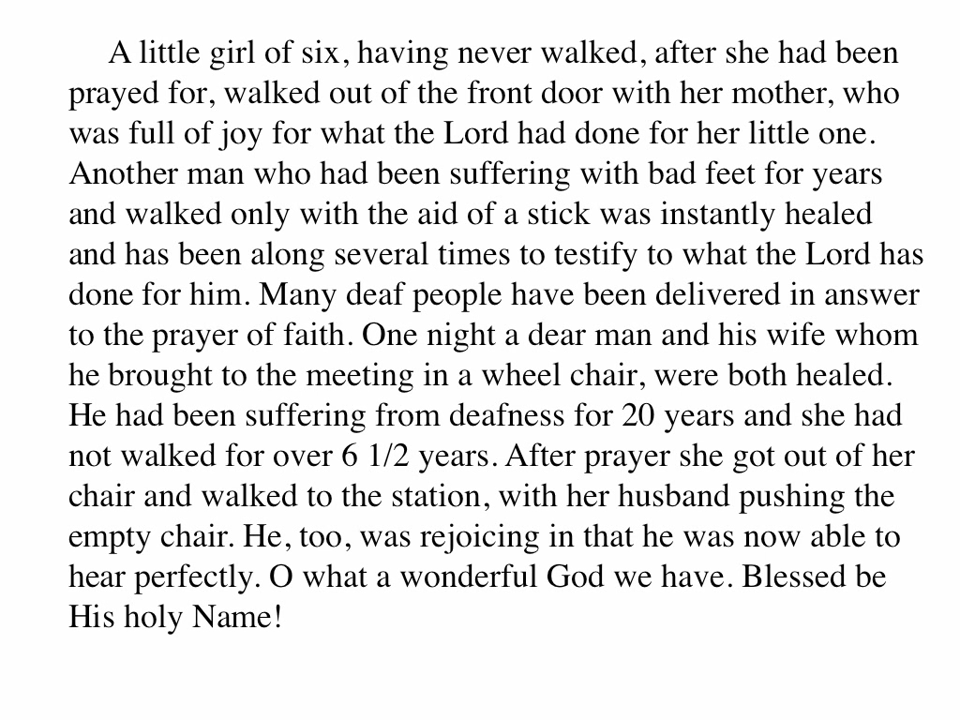 A little girl of six, having never walked, after she had been
prayed for, walked out of the front door with her mother, who
was full of joy for what the Lord had done for her little one.
Another man who had been suffering with bad feet for years
and walked only with the aid of a stick was instantly healed
and has been along several times to testify to what the Lord has
done for him. Many deaf people have been delivered in answer
to the prayer of faith. One night a dear man and his wife whom
he brought to the meeting in a wheel chair, were both healed.
He had been suffering from deafness for 20 years and she had
not walked for over 6 1/2 years. After prayer she got out of her
chair and walked to the station, with her husband pushing the
empty chair. He, too, was rejoicing in that he was now able to
hear perfectly. O what a wonderful God we have. Blessed be
His holy Name!